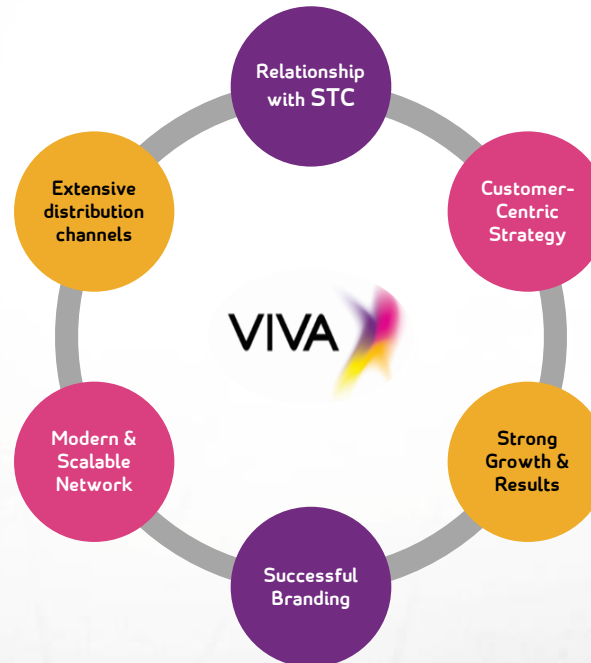 Relationship
with STC
Customer-
Centric
Strategy
Strong
Growth &
Results
Successful
Branding
Modern &
Scalable
Network
Extensive
distribution
channels
VIVA